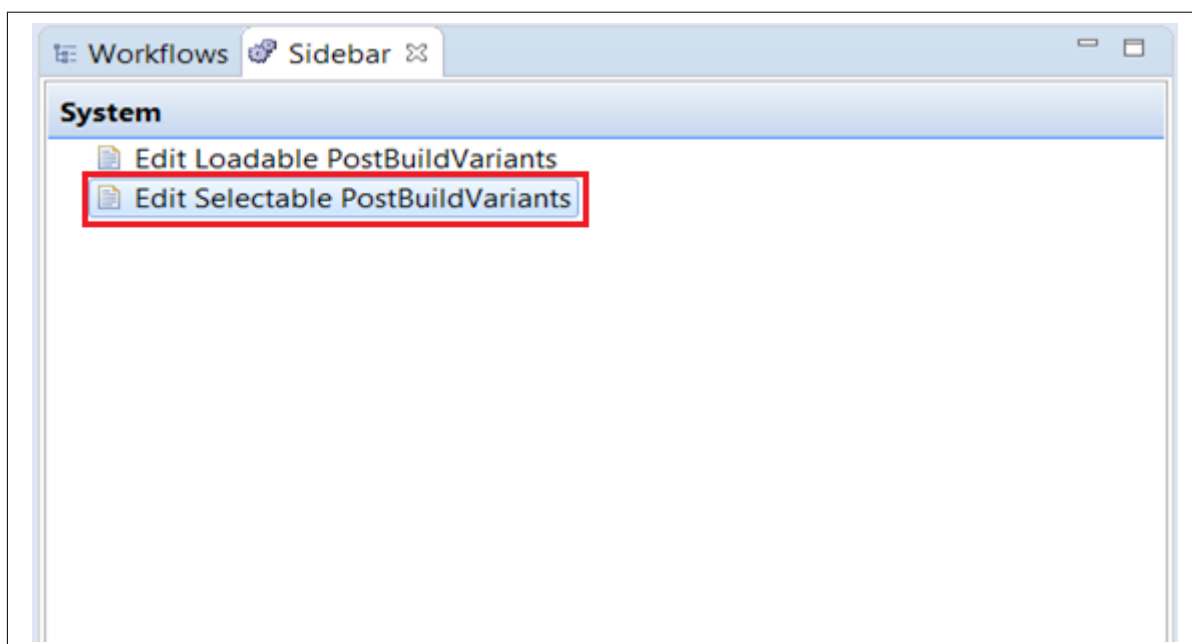 Workflows Sidebar
System
Edit Loadable PostBuildVariants
Edit Selectable PostBuildVariants